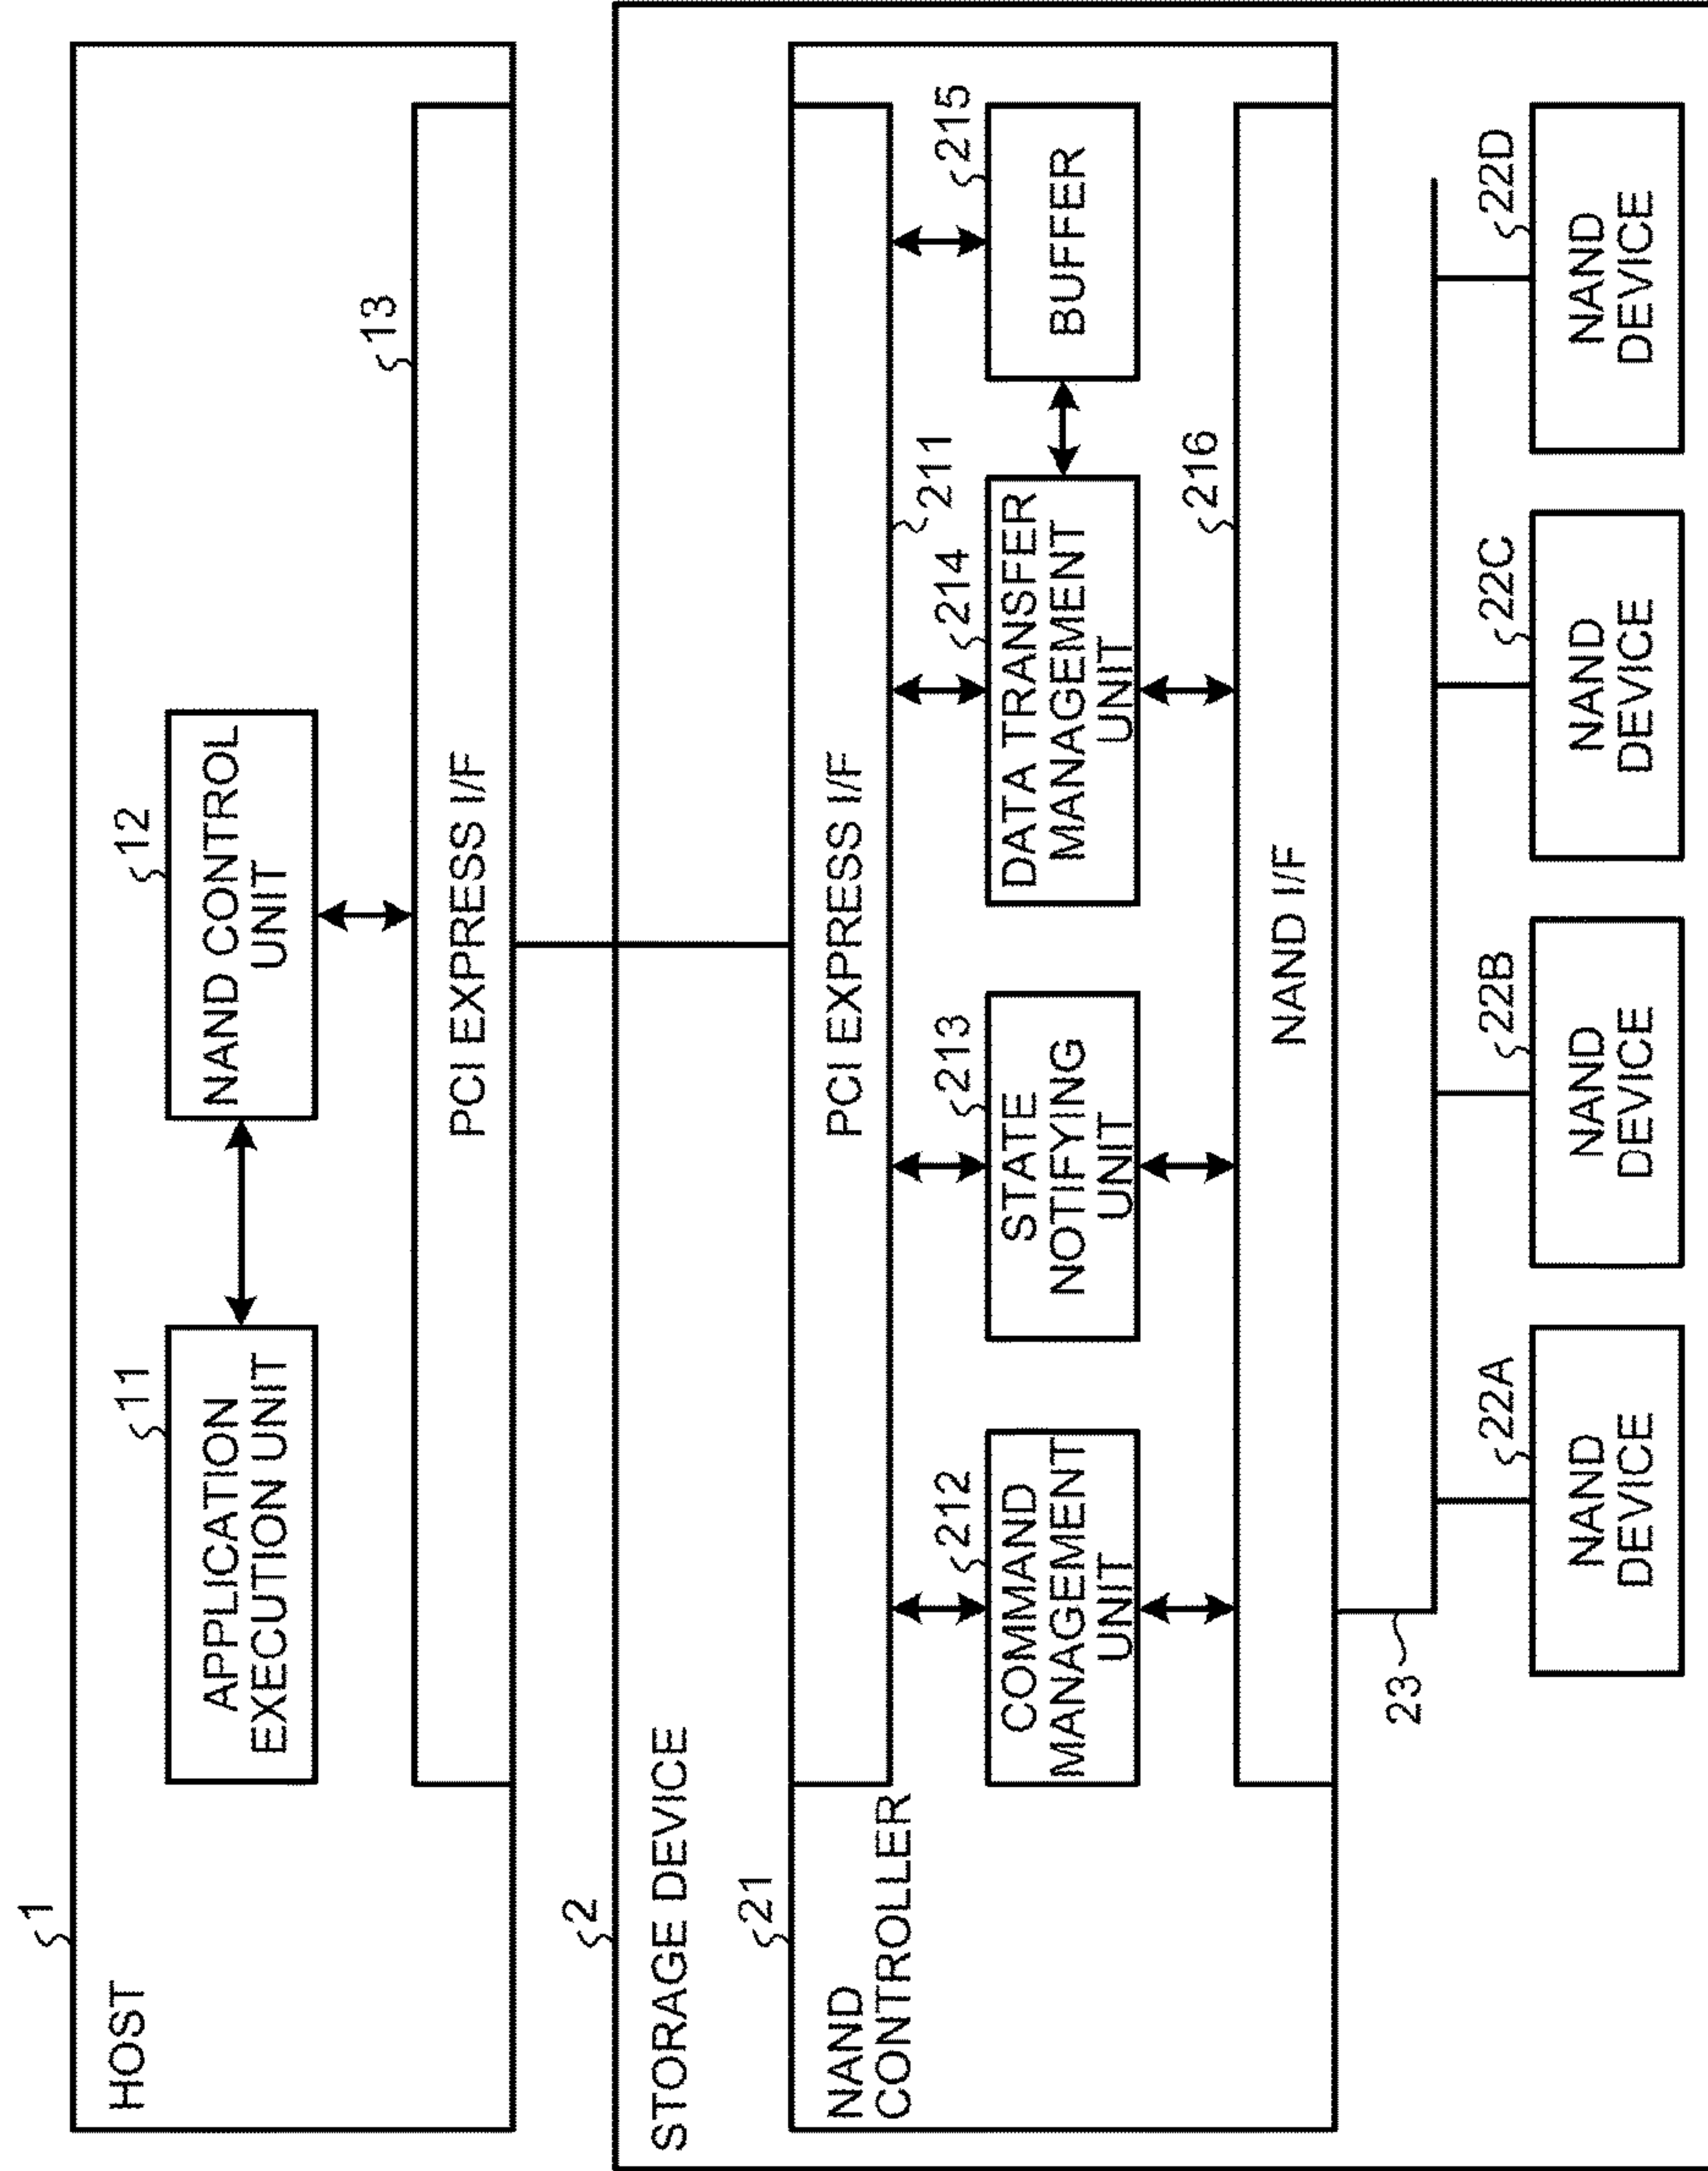 1
HOST
11
APPLICATION
EXECUTION UNIT
12
NAND CONTROL
UNIT
13
PCI EXPRESS I/F
2
STORAGE DEVICE
21
NAND
CONTROLLER
PCI EXPRESS I/F
211
212
COMMAND
MANAGEMENT
UNIT
213
STATE
NOTIFYING
UNIT
214
DATA TRANSFER
MANAGEMENT
UNIT
215
BUFFER
216
NAND I/F
23
22A
NAND
DEVICE
22B
NAND
DEVICE
22C
NAND
DEVICE
22D
NAND
DEVICE